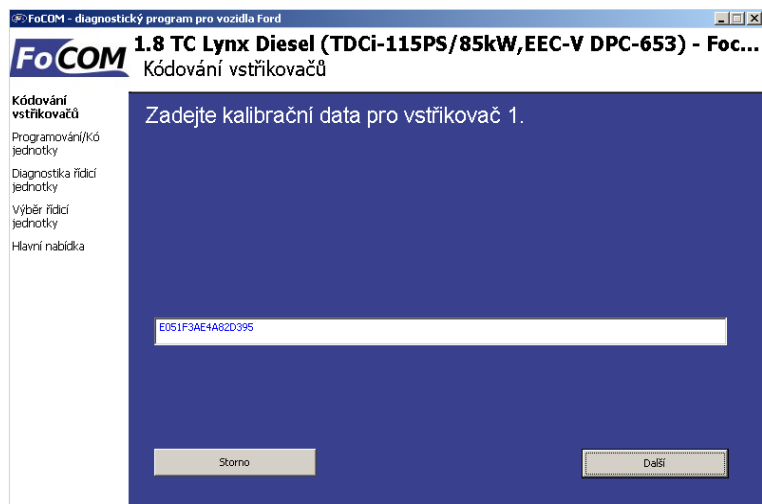 FoCOM - diagnostický program pro vozidla Ford
FoCOM
1.8 TC Lynx Diesel (TDCi-115PS/85kW,EEC-V DPC-653) - Foc...
Kódování vstřikovačů
Kódování
vstřikovačů
Programování/Kó
jednotky
Diagnostika řídicí
jednotky
Výběr řídicí
jednotky
Hlavní nabídka
Zadejte kalibrační data pro vstřikovač 1.
E051F3AE4A82D395
Storno
Další